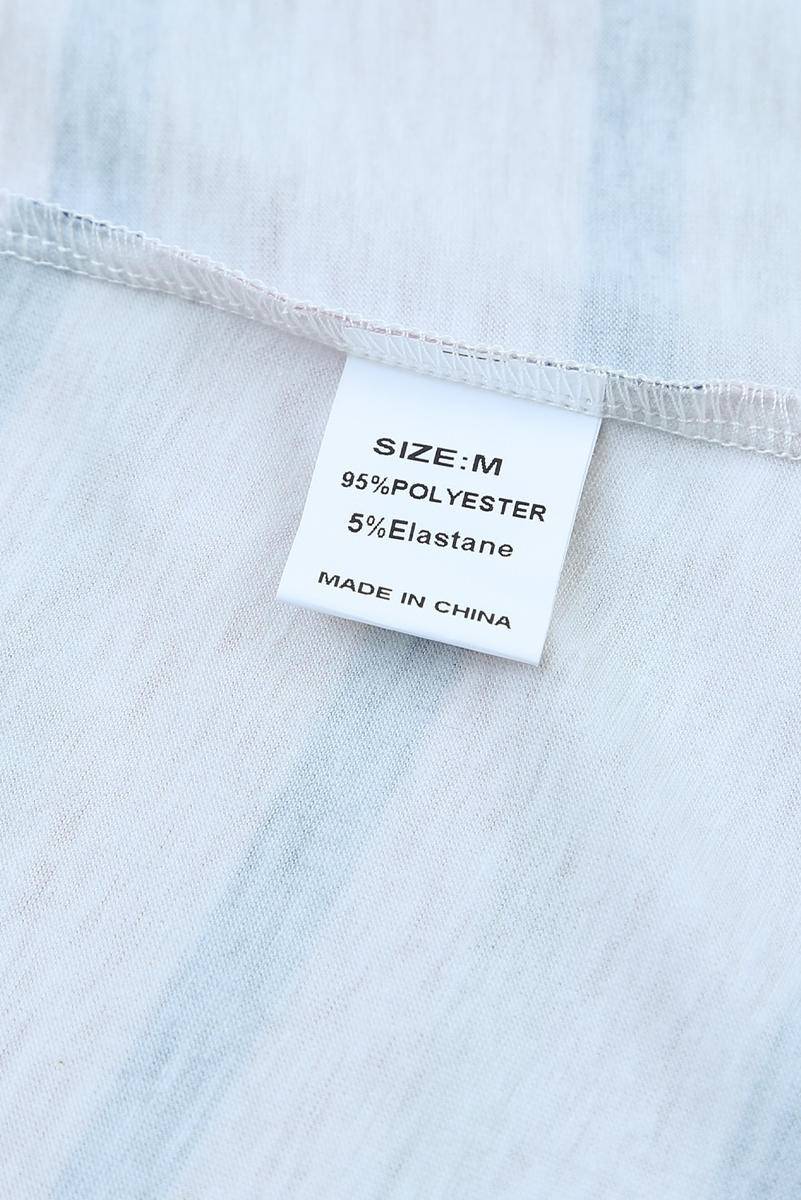 SIZE:M
95%POLYESTER
5%Elastane
MADE IN CHINA